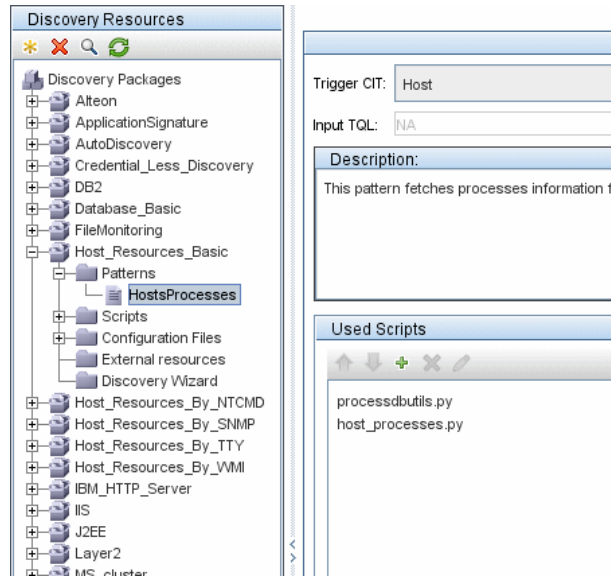 Discovery Resources
Discovery Packages
Alteon
ApplicationSignature
AutoDiscovery
Credential_Less_Discovery
DB2
Database_Basic
FileMonitoring
Host_Resources_Basic
Patterns
HostsProcesses
Scripts
Configuration Files
External resources
Discovery Wizard
Host_Resources_By_NTCMD
Host_Resources_By_SNMP
Host_Resources_By_TTY
Host_Resources_By_WMI
IBM_HTTP_Server
IIS
J2EE
Layer2
MS_cluster
Trigger CIT: Host
Input TQL: NA
Description:
This pattern fetches processes information f
Used Scripts
processdbutils.py
host_processes.py